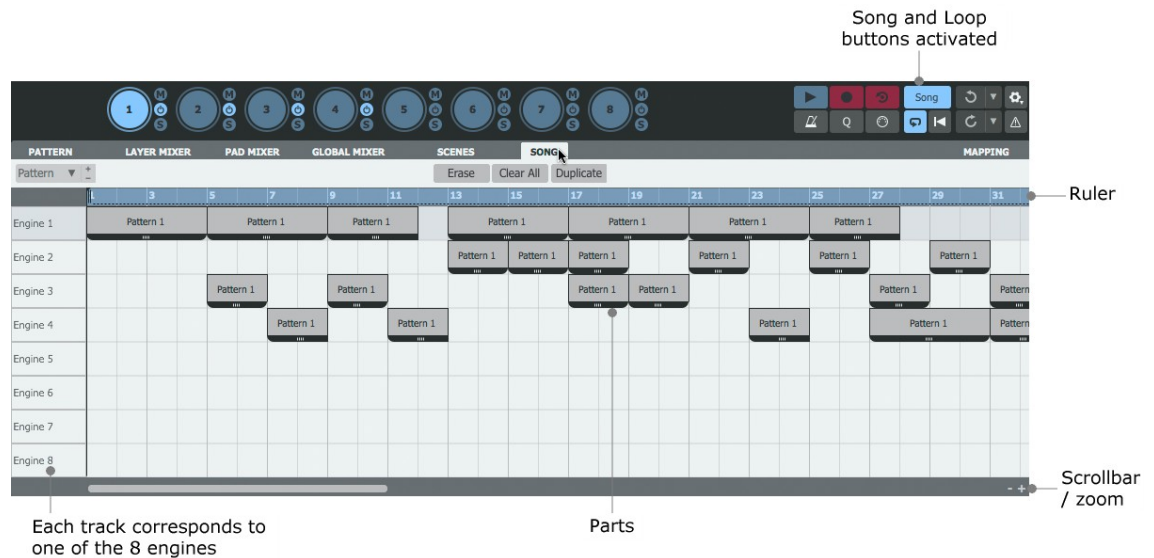 Song and Loop
buttons activated
1 M S 2 M S 3 M S 4 M S 5 M S 6 M S 7 M S 8 M S
Song
Q
PATTERN LAYER MIXER PAD MIXER GLOBAL MIXER SCENES SONG MAPPING
Pattern + - Erase Clear All Duplicate
3 5 7 9 11 13 15 17 19 21 23 25 27 29 31
Ruler
Engine 1 Pattern 1 Pattern 1 Pattern 1 Pattern 1 Pattern 1 Pattern 1 Pattern 1
Engine 2 Pattern 1 Pattern 1 Pattern 1 Pattern 1 Pattern 1 Pattern 1
Engine 3 Pattern 1 Pattern 1 Pattern 1 Pattern 1 Pattern 1 Pattern
Engine 4 Pattern 1 Pattern 1 Pattern 1 Pattern 1 Pattern
Engine 5
Engine 6
Engine 7
Engine 8
- +
Scrollbar
/ zoom
Each track corresponds to
one of the 8 engines
Parts